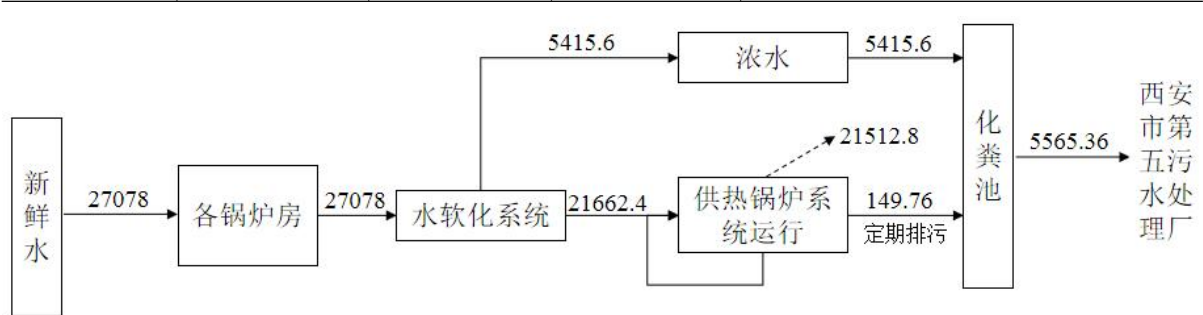 5415.6
浓水
5415.6
新鲜水
27078
各锅炉房
27078
水软化系统
21662.4
21512.8
供热锅炉系
统运行
149.76
定期排污
化粪池
5565.36
西安
市第
五污
水处
理厂